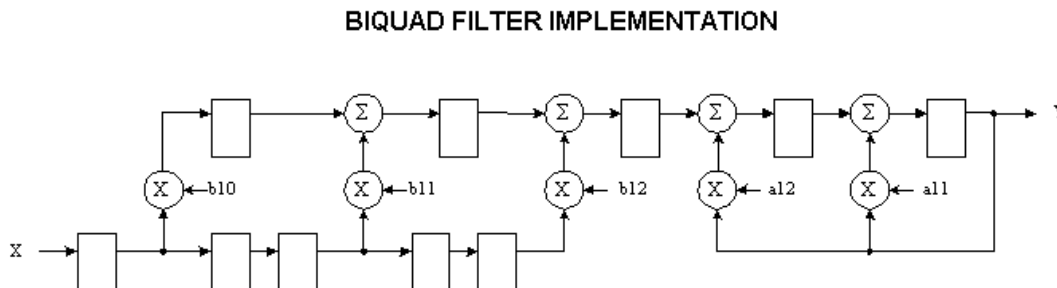 BIQUAD FILTER IMPLEMENTATION
Σ Σ Σ Σ Y
X b10 X b11 X b12 X a12 X a11
X